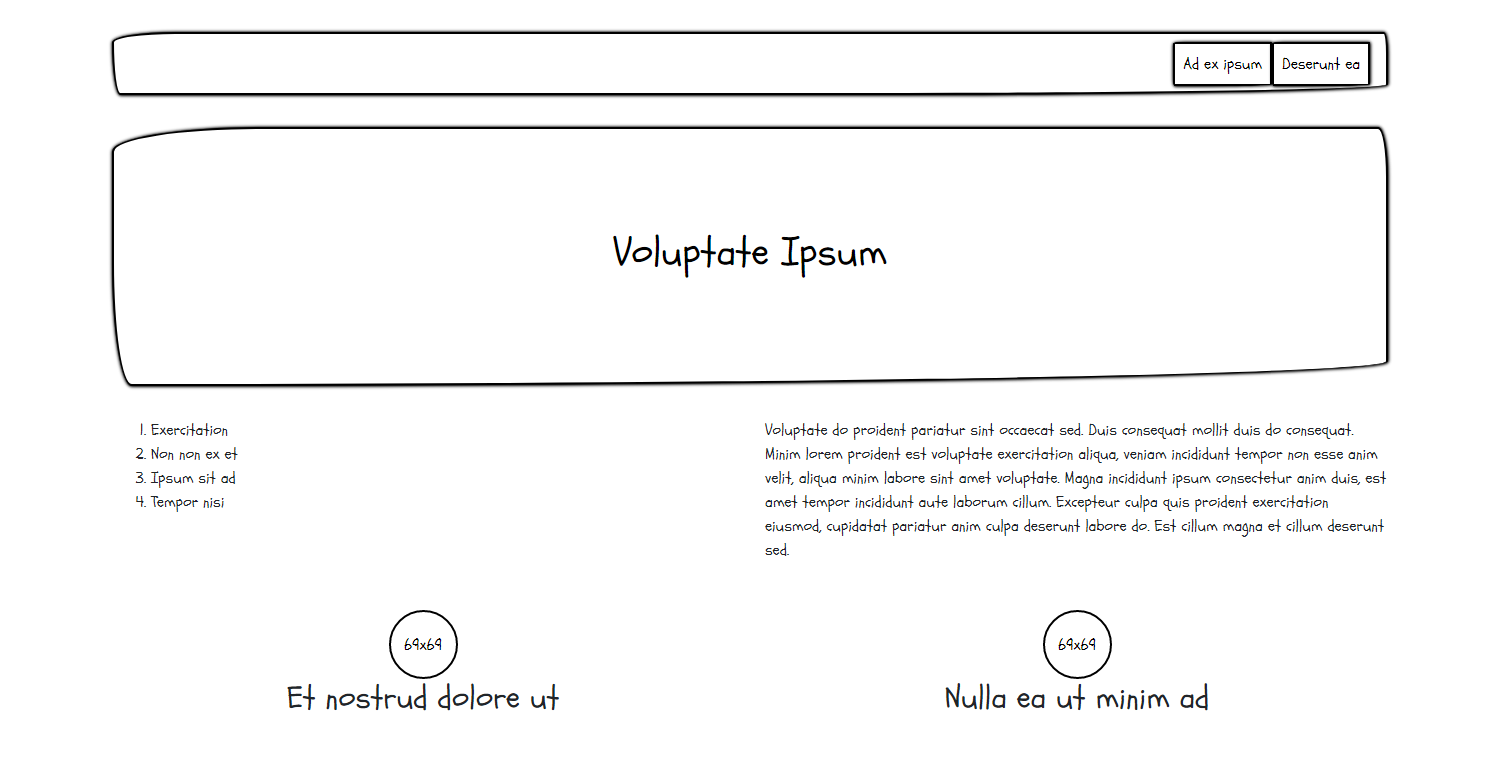 Ad ex ipsum
Deserunt ea
Voluptate Ipsum
1. Exercitation
2. Non non ex et
3. Ipsum sit ad
4. Tempor nisi
Voluptate do proident pariatur sint occaecat sed. Duis consequat mollit duis do consequat.
Minim lorem proident est voluptate exercitation aliqua, veniam incididunt tempor non esse anim
velit, aliqua minim labore sint amet voluptate. Magna incididunt ipsum consectetur anim duis, est
amet tempor incididunt aute laborum cillum. Excepteur culpa quis proident exercitation
eiusmod, cupidatat pariatur anim culpa deserunt labore do. Est cillum magna et cillum deserunt
sed.
69x69
Et nostrud dolore ut
69x69
Nulla ea ut minim ad